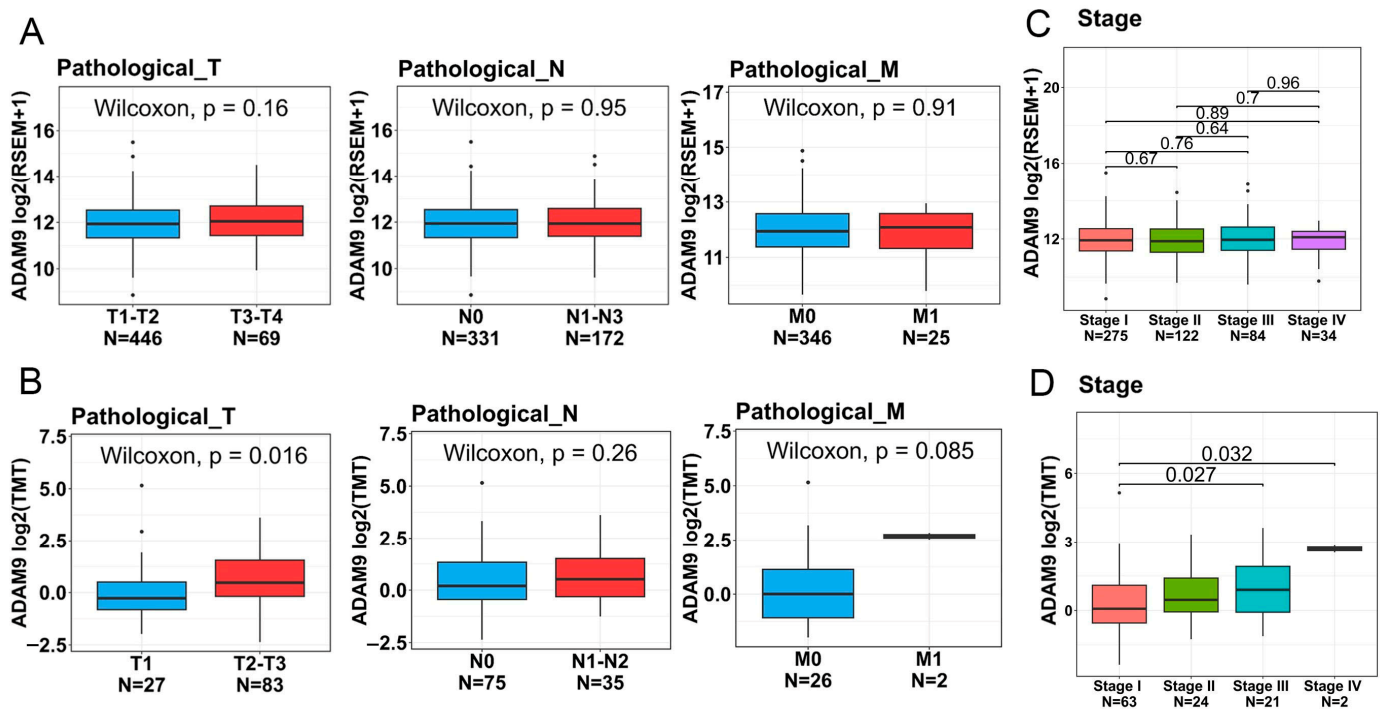 A
Pathological_T
Wilcoxon, p = 0.16
ADAM9 log2(RSEM+1)
16
14
12
10
T1-T2
N=446
T3-T4
N=69
Pathological_N
Wilcoxon, p = 0.95
ADAM9 log2(RSEM+1)
16
14
12
10
N0
N=331
N1-N3
N=172
Pathological_M
Wilcoxon, p = 0.91
ADAM9 log2(RSEM+1)
17
15
13
11
M0
N=346
M1
N=25
C
Stage
ADAM9 log2(RSEM+1)
20
16
12
0.96
0.7
0.89
0.64
0.76
0.67
Stage I
N=275
Stage II
N=122
Stage III
N=84
Stage IV
N=34
B
Pathological_T
Wilcoxon, p = 0.016
ADAM9 log2(TMT)
7.5
5.0
2.5
0.0
−2.5
T1
N=27
T2-T3
N=83
Pathological_N
Wilcoxon, p = 0.26
ADAM9 log2(TMT)
7.5
5.0
2.5
0.0
−2.5
N0
N=75
N1-N2
N=35
Pathological_M
Wilcoxon, p = 0.085
ADAM9 log2(TMT)
7.5
5.0
2.5
0.0
M0
N=26
M1
N=2
D
Stage
ADAM9 log2(TMT)
6
3
0
0.032
0.027
Stage I
N=63
Stage II
N=24
Stage III
N=21
Stage IV
N=2